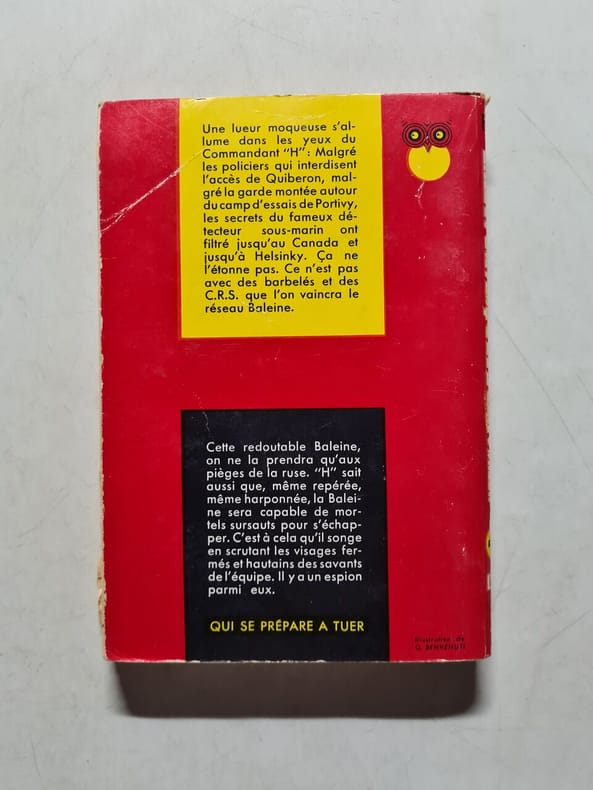 Une lueur moqueuse s'al-
lume dans les yeux du
Commandant "H" : Malgré
les policiers qui interdisent
l'accès de Quiberon, mal-
gré la garde montée autour
du camp d'essais de Portivy,
les secrets du fameux dé-
tecteur sous-marin ont
filtré jusqu'au Canada et
jusqu'à Helsinky. Ça ne
l'étonne pas. Ce n'est pas
avec des barbelés et des
C.R.S. que l'on vaincra le
réseau Baleine.
Cette redoutable Baleine,
on ne la prendra qu'aux
pièges de la ruse. "H" sait
aussi que, même repérée,
même harponnée, la Balei-
ne sera capable de mor-
tels sursauts pour s'échap-
per. C'est à cela qu'il songe
en scrutant les visages fer-
més et hautains des savants
de l'équipe. Il y a un espion
parmi eux.
QUI SE PRÉPARE A TUER
Illustration de
G. BENVENUTI